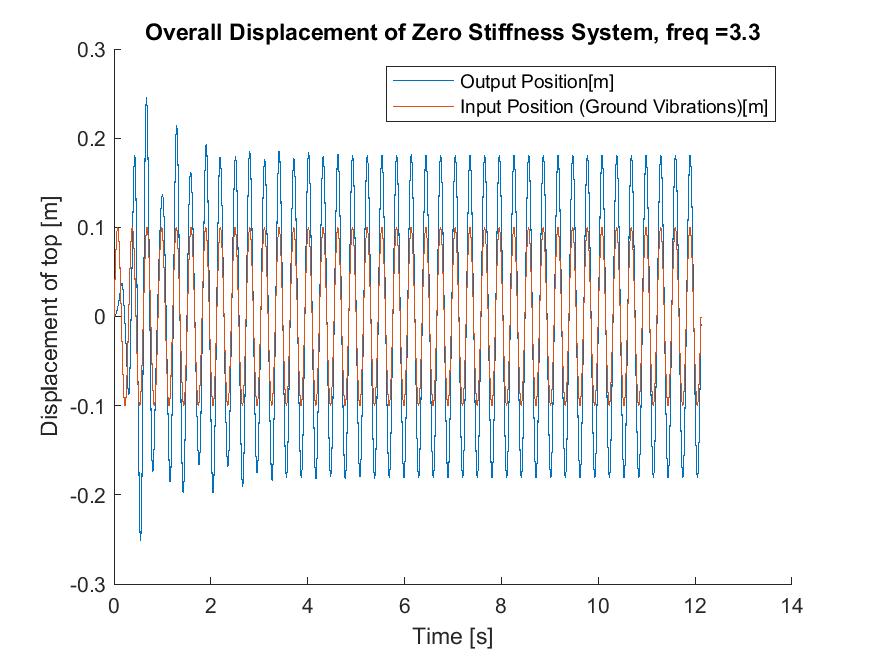 Overall Displacement of Zero Stiffness System, freq =3.3
0.3
Output Position[m]
Input Position (Ground Vibrations)[m]
0.2
0.1
0
-0.1
-0.2
-0.3
Displacement of top [m]
0 2 4 6 8 10 12 14
Time [s]